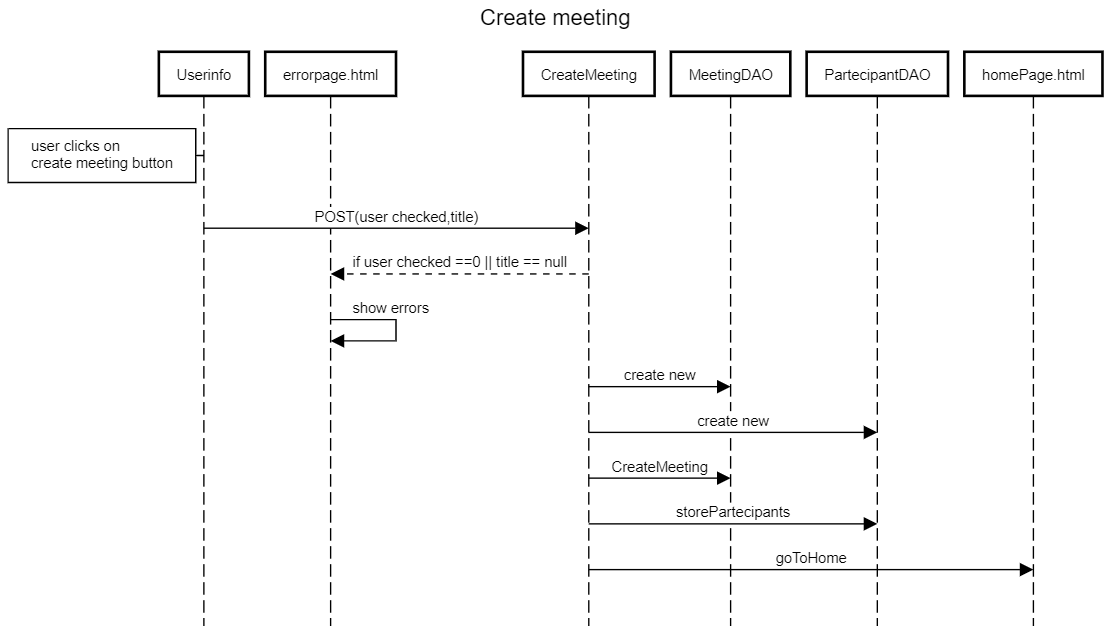 Create meeting
Userinfo
errorpage.html
CreateMeeting
MeetingDAO
PartecipantDAO
homePage.html
user clicks on
create meeting button
POST(user checked,title)
if user checked ==0 || title == null
show errors
create new
create new
CreateMeeting
storePartecipants
goToHome